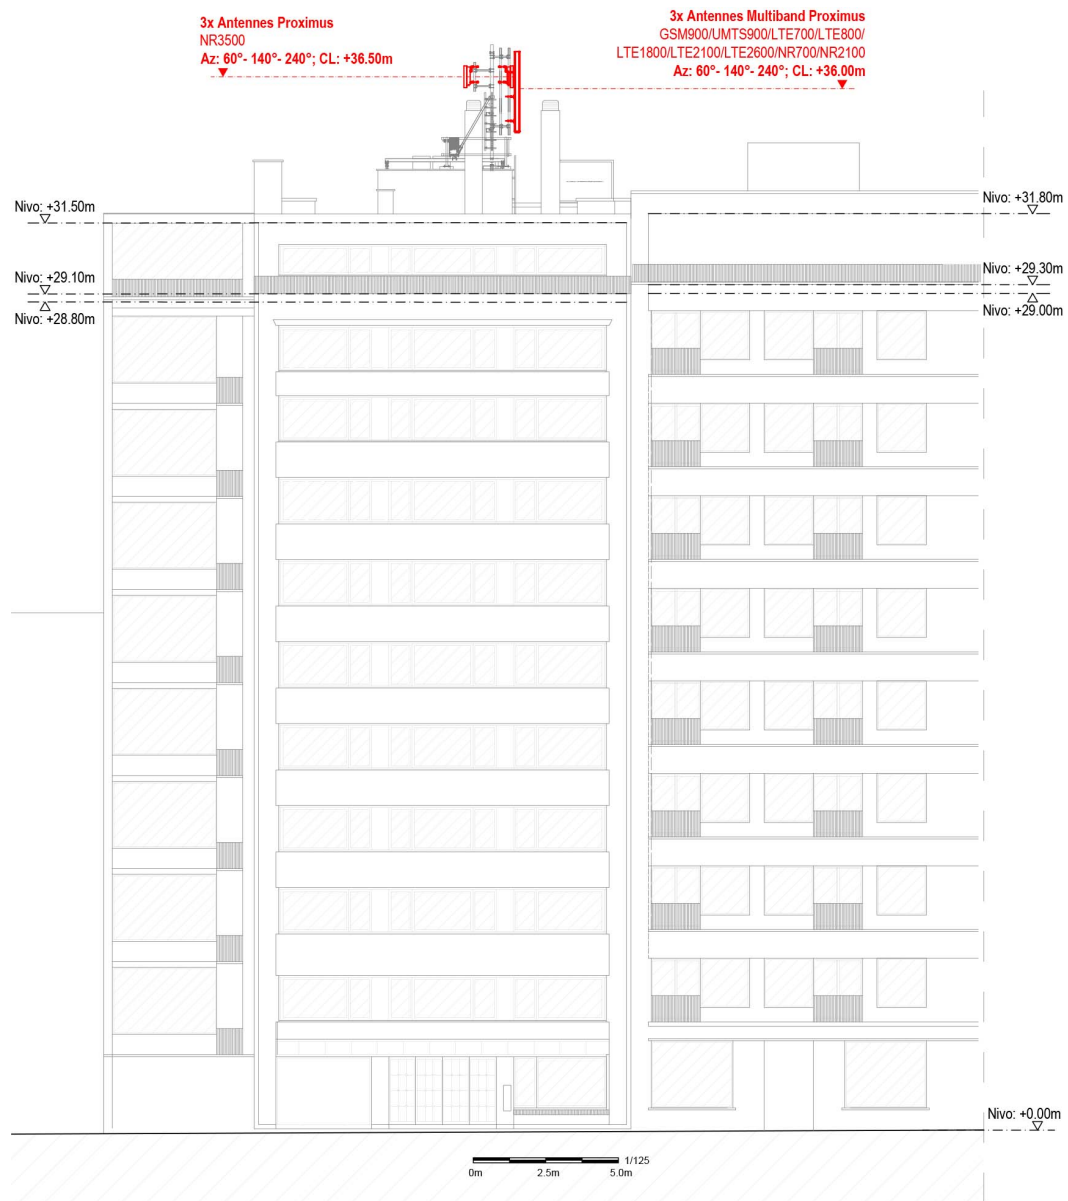 3x Antennes Proximus
NR3500
Az: 60°- 140°- 240°; CL: +36.50m
3x Antennes Multiband Proximus
GSM900/UMTS900/LTE700/LTE800/
LTE1800/LTE2100/LTE2600/NR700/NR2100
Az: 60°- 140°- 240°; CL: +36.00m
Nivo: +31.50m
Nivo: +31.80m
Nivo: +29.10m
Nivo: +29.30m
Nivo: +28.80m
Nivo: +29.00m
Nivo: +0.00m
1/125
0m 2.5m 5.0m